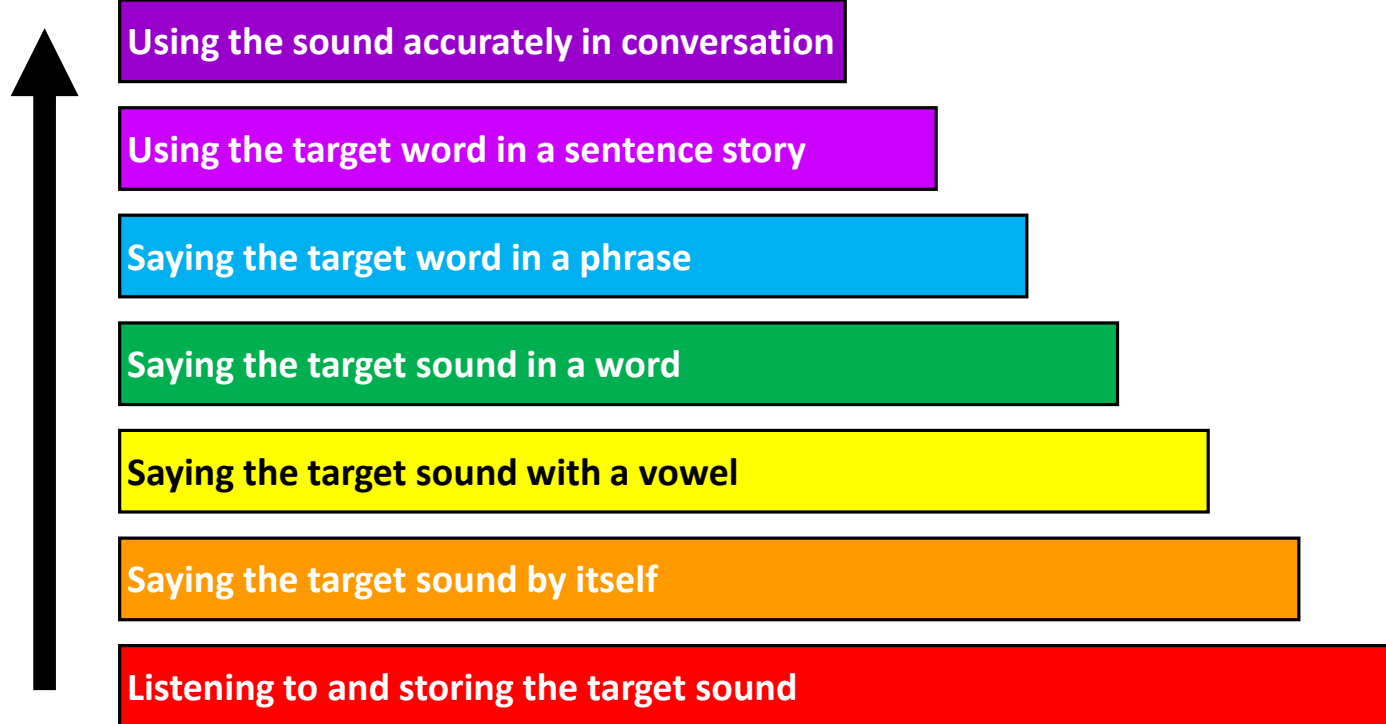 Using the sound accurately in conversation
Using the target word in a sentence story
Saying the target word in a phrase
Saying the target sound in a word
Saying the target sound with a vowel
Saying the target sound by itself
Listening to and storing the target sound